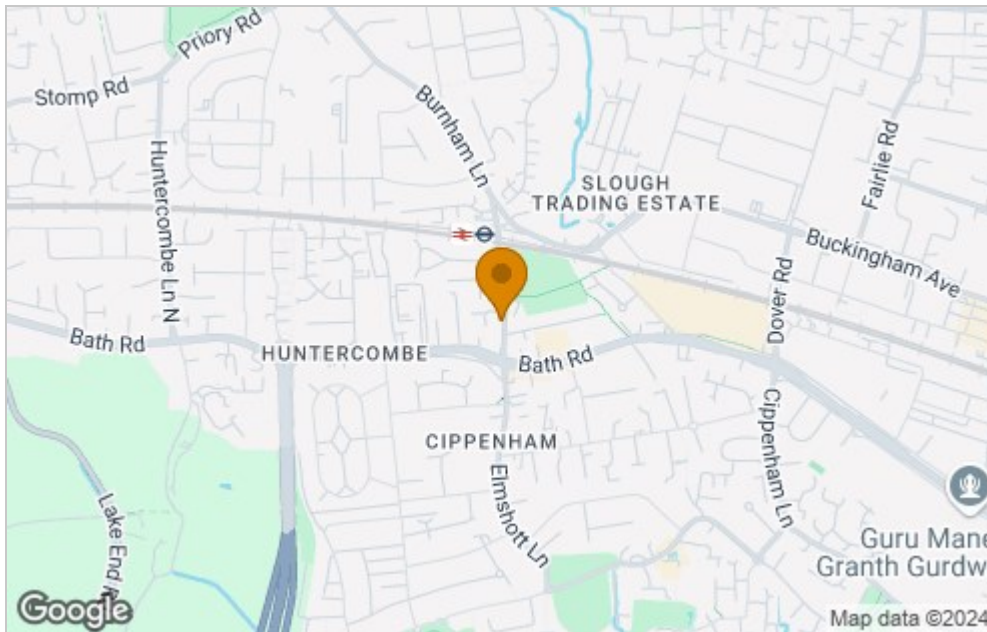 Priory Rd
Stomp Rd
Burnham Ln
Huntercombe Ln N
SLOUGH
TRADING ESTATE
Fairlie Rd
Buckingham Ave
Dover Rd
Bath Rd
HUNTERCOMBE
Bath Rd
CIPPENHAM
Elmshott Ln
Cippenham Ln
Lake End
Guru Mane
Granth Gurdw
Google
Map data ©2024